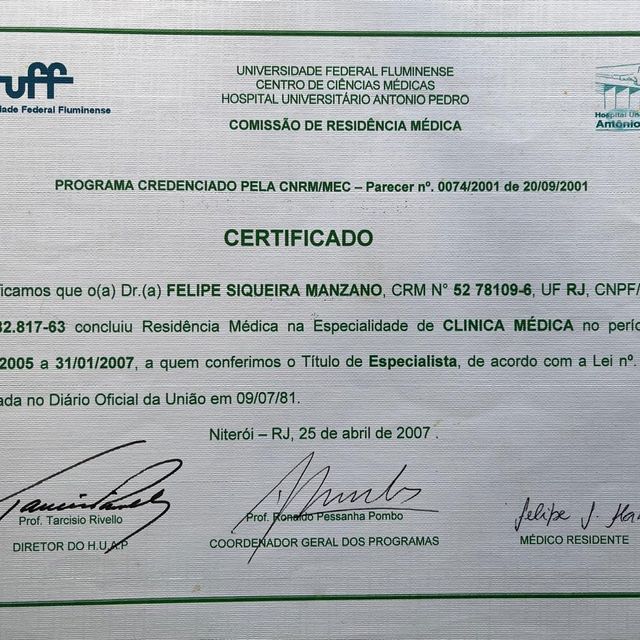 uff
dade Federal Fluminense
UNIVERSIDADE FEDERAL FLUMINENSE
CENTRO DE CIÊNCIAS MÉDICAS
HOSPITAL UNIVERSITÁRIO ANTONIO PEDRO
COMISSÃO DE RESIDÊNCIA MÉDICA
Hospital Un
Antônio
PROGRAMA CREDENCIADO PELA CNRM/MEC – Parecer nº. 0074/2001 de 20/09/2001
CERTIFICADO
ficamos que o(a) Dr.(a) FELIPE SIQUEIRA MANZANO, CRM N° 52 78109-6, UF RJ, CNPF/
32.817-63 concluiu Residência Médica na Especialidade de CLINICA MÉDICA no perío
2005 a 31/01/2007, a quem conferimos o Título de Especialista, de acordo com a Lei nº.
ada no Diário Oficial da União em 09/07/81.
Niterói – RJ, 25 de abril de 2007 .
Prof. Tarcisio Rivello
DIRETOR DO H.U.A.P
Prof. Ronaldo Pessanha Pombo
COORDENADOR GERAL DOS PROGRAMAS
felipe S. Man
MÉDICO RESIDENTE